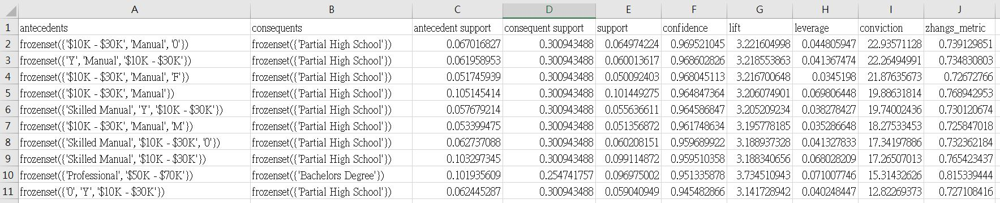 A B C D E F G H I J
1 antecedents consequents antecedent support consequent support support confidence lift leverage conviction zhangs_metric
2 frozenset({'$10K - $30K', 'Manual', '0'}) frozenset({'Partial High School'}) 0.067016827 0.300943488 0.064974224 0.969521045 3.221604998 0.044805947 22.93571128 0.739129851
3 frozenset({'Y', 'Manual', '$10K - $30K'}) frozenset({'Partial High School'}) 0.061958953 0.300943488 0.060013617 0.968602826 3.218553863 0.041367474 22.26494991 0.734830803
4 frozenset({'$10K - $30K', 'Manual', 'F'}) frozenset({'Partial High School'}) 0.051745939 0.300943488 0.050092403 0.968045113 3.216700648 0.0345198 21.87635673 0.72672766
5 frozenset({'$10K - $30K', 'Manual'}) frozenset({'Partial High School'}) 0.105145414 0.300943488 0.101449275 0.964847364 3.206074901 0.069806448 19.88631814 0.768942953
6 frozenset({'Skilled Manual', 'Y', '$10K - $30K'}) frozenset({'Partial High School'}) 0.057679214 0.300943488 0.055636611 0.964586847 3.205209234 0.038278427 19.74002436 0.730120674
7 frozenset({'$10K - $30K', 'Manual', 'M'}) frozenset({'Partial High School'}) 0.053399475 0.300943488 0.051356872 0.961748634 3.195778185 0.035286648 18.27533453 0.725847018
8 frozenset({'Skilled Manual', '$10K - $30K', '0'}) frozenset({'Partial High School'}) 0.062737088 0.300943488 0.060208151 0.959689922 3.188937328 0.041327833 17.34197886 0.732362184
9 frozenset({'Skilled Manual', '$10K - $30K'}) frozenset({'Partial High School'}) 0.103297345 0.300943488 0.099114872 0.959510358 3.188340656 0.068028209 17.26507013 0.765423437
10 frozenset({'Professional', '$50K - $70K'}) frozenset({'Bachelors Degree'}) 0.101935609 0.254741757 0.096975002 0.951335878 3.734510943 0.071007746 15.31432626 0.815339444
11 frozenset({'0', 'Y', '$10K - $30K'}) frozenset({'Partial High School'}) 0.062445287 0.300943488 0.059040949 0.945482866 3.141728942 0.040248447 12.82269373 0.727108416